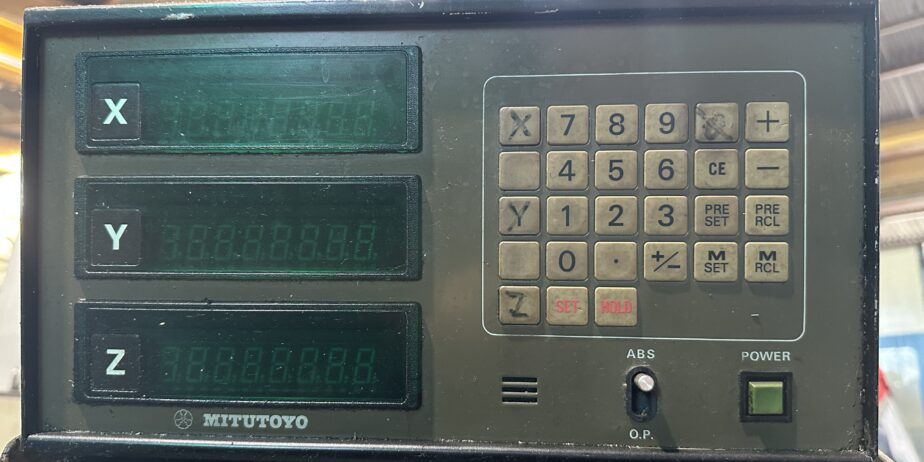 X
Y
Z
MITUTOYO
X 7 8 9 +
4 5 6 CE −
Y 1 2 3 PRE SET PRE RCL
0 . +/− M SET M RCL
Z SET HOLD
ABS
O.P.
POWER